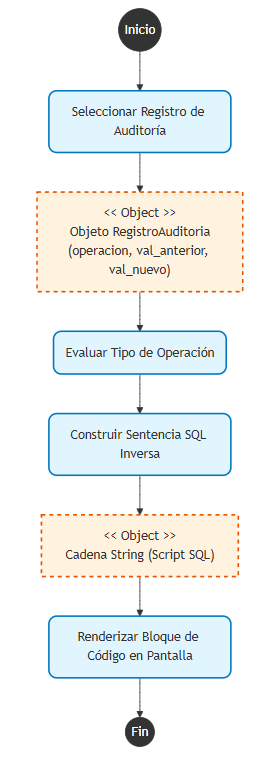 Inicio
Seleccionar Registro de
Auditoría
<< Object >>
Objeto RegistroAuditoria
(operacion, val_anterior,
val_nuevo)
Evaluar Tipo de Operación
Construir Sentencia SQL
Inversa
<< Object >>
Cadena String (Script SQL)
Renderizar Bloque de
Código en Pantalla
Fin